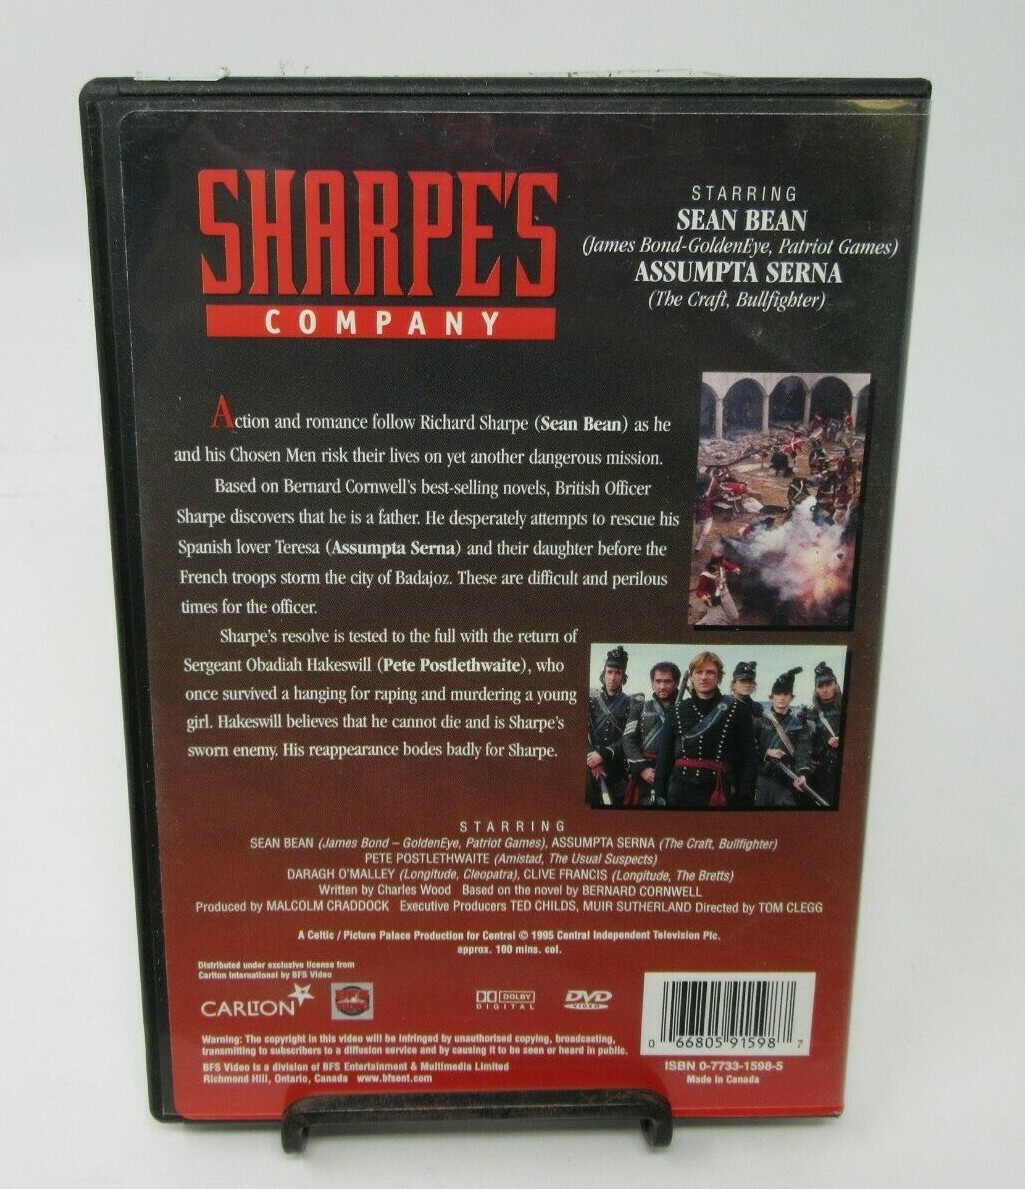 SHARPE'S
COMPANY
STARRING
SEAN BEAN
(James Bond-GoldenEye, Patriot Games)
ASSUMPTA SERNA
(The Craft, Bullfighter)
Action and romance follow Richard Sharpe (Sean Bean) as he
and his Chosen Men risk their lives on yet another dangerous mission.
Based on Bernard Cornwell's best-selling novels, British Officer
Sharpe discovers that he is a father. He desperately attempts to rescue his
Spanish lover Teresa (Assumpta Serna) and their daughter before the
French troops storm the city of Badajoz. These are difficult and perilous
times for the officer.
Sharpe's resolve is tested to the full with the return of
Sergeant Obadiah Hakeswill (Pete Postlethwaite), who
once survived a hanging for raping and murdering a young
girl. Hakeswill believes that he cannot die and is Sharpe's
sworn enemy. His reappearance bodes badly for Sharpe.
STARRING
SEAN BEAN (James Bond – GoldenEye, Patriot Games), ASSUMPTA SERNA (The Craft, Bullfighter)
PETE POSTLETHWAITE (Amistad, The Usual Suspects)
DARAGH O'MALLEY (Longitude, Cleopatra), CLIVE FRANCIS (Longitude, The Bretts)
Written by Charles Wood Based on the novel by BERNARD CORNWELL
Produced by MALCOLM CRADDOCK Executive Producers TED CHILDS, MUIR SUTHERLAND Directed by TOM CLEGG
A Celtic / Picture Palace Production for Central © 1995 Central Independent Television Plc.
approx. 100 mins. col.
Distributed under exclusive license from
Carlton International by BFS Video
CARLTON
DOLBY
DIGITAL
DVD
VIDEO
Warning: The copyright in this video will be infringed by unauthorised copying, broadcasting,
transmitting to subscribers to a diffusion service and by causing it to be seen or heard in public.
BFS Video is a division of BFS Entertainment & Multimedia Limited
Richmond Hill, Ontario, Canada www.bfsent.com
0 66805 91598 7
ISBN 0-7733-1598-5
Made in Canada